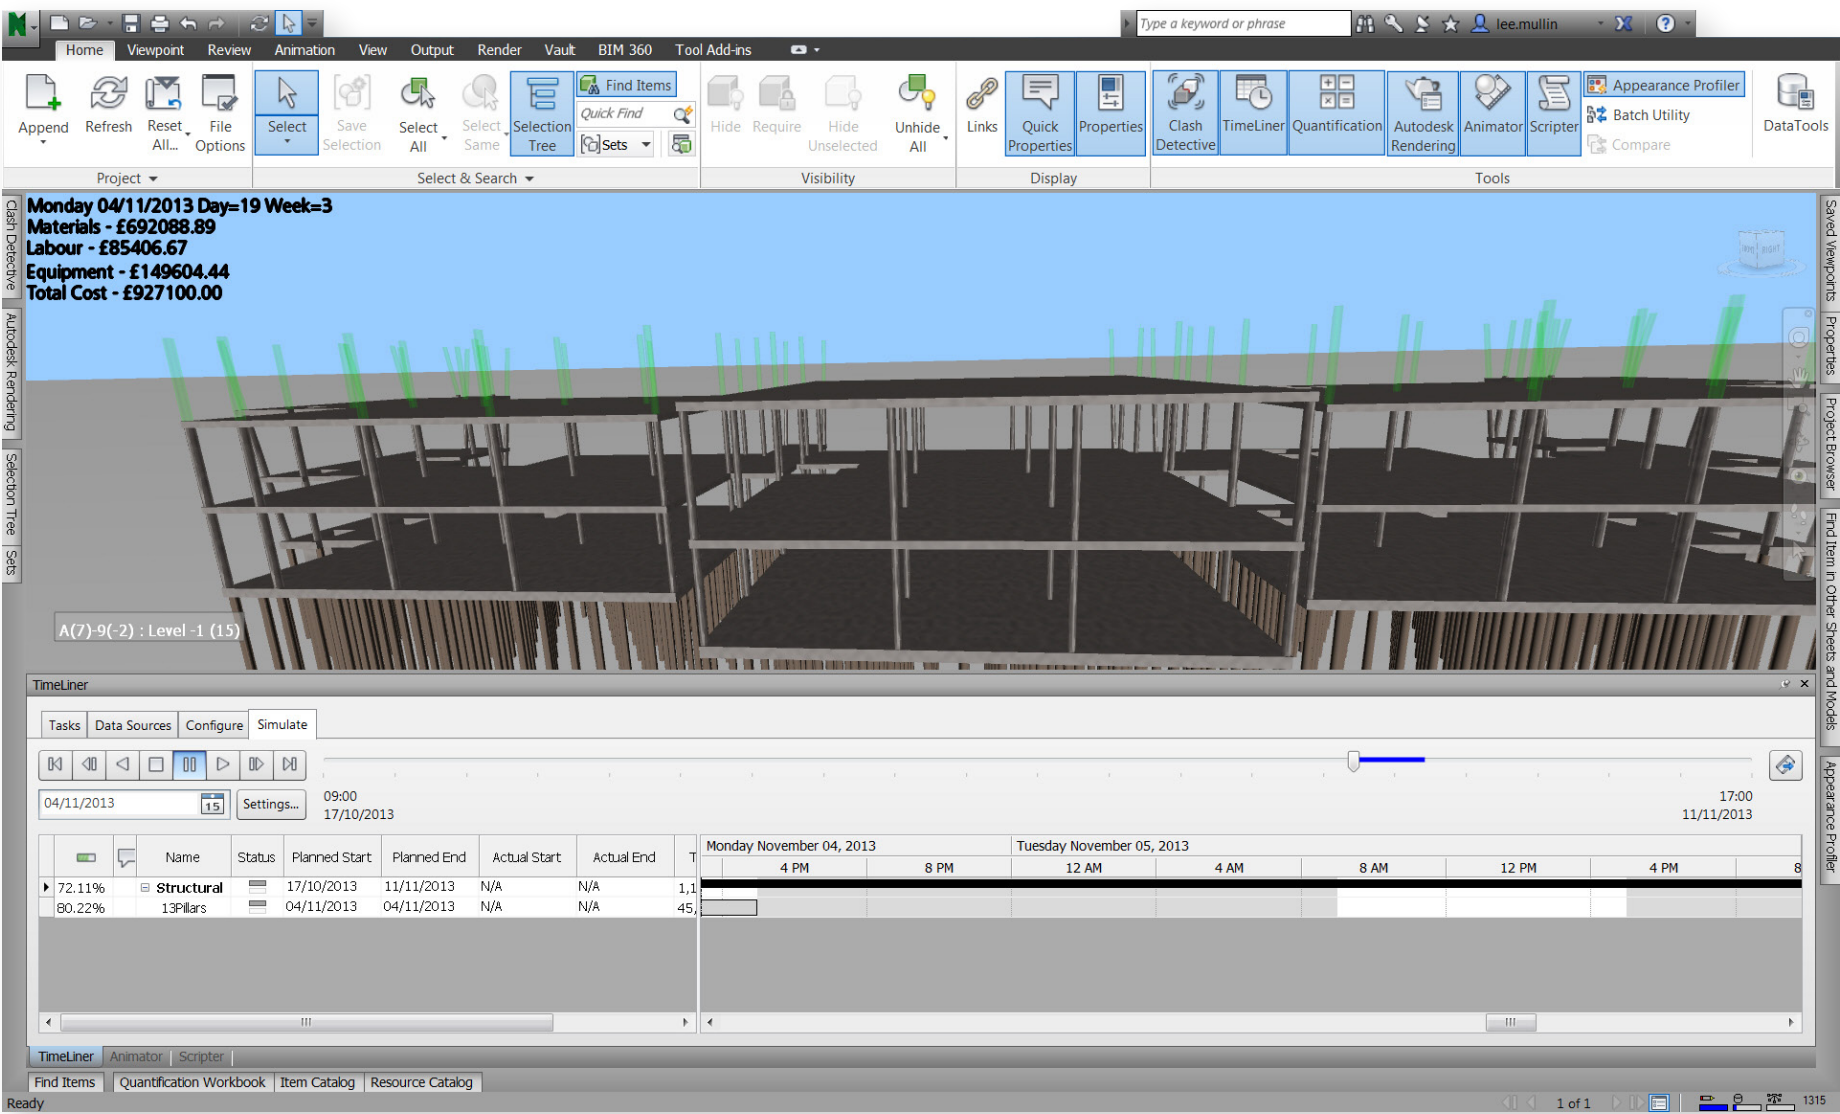 Type a keyword or phrase
lee.mullin
Home Viewpoint Review Animation View Output Render Vault BIM 360 Tool Add-ins
Append
Refresh
Reset All...
File Options
Project
Select
Save Selection
Select All
Select Same
Selection Tree
Find Items
Quick Find
Sets
Select & Search
Hide
Require
Hide Unselected
Unhide All
Visibility
Links
Quick Properties
Properties
Display
Clash Detective
TimeLiner
Quantification
Autodesk Rendering
Animator
Scripter
Appearance Profiler
Batch Utility
Compare
Tools
DataTools
Clash Detective
Autodesk Rendering
Selection Tree
Sets
Monday 04/11/2013 Day=19 Week=3
Materials - £692088.89
Labour - £85406.67
Equipment - £149604.44
Total Cost - £927100.00
RIGHT
A(7)-9(-2) : Level -1 (15)
Saved Viewpoints
Properties
Project Browser
Find Item in Other Sheets and Models
Appearance Profiler
TimeLiner
Tasks Data Sources Configure Simulate
04/11/2013
15
Settings...
09:00
17/10/2013
17:00
11/11/2013
Name Status Planned Start Planned End Actual Start Actual End T
72.11% Structural 17/10/2013 11/11/2013 N/A N/A 1,1
80.22% 13Pillars 04/11/2013 04/11/2013 N/A N/A 45,
Monday November 04, 2013 Tuesday November 05, 2013
4 PM 8 PM 12 AM 4 AM 8 AM 12 PM 4 PM 8
TimeLiner Animator Scripter
Find Items Quantification Workbook Item Catalog Resource Catalog
Ready
1 of 1
1315